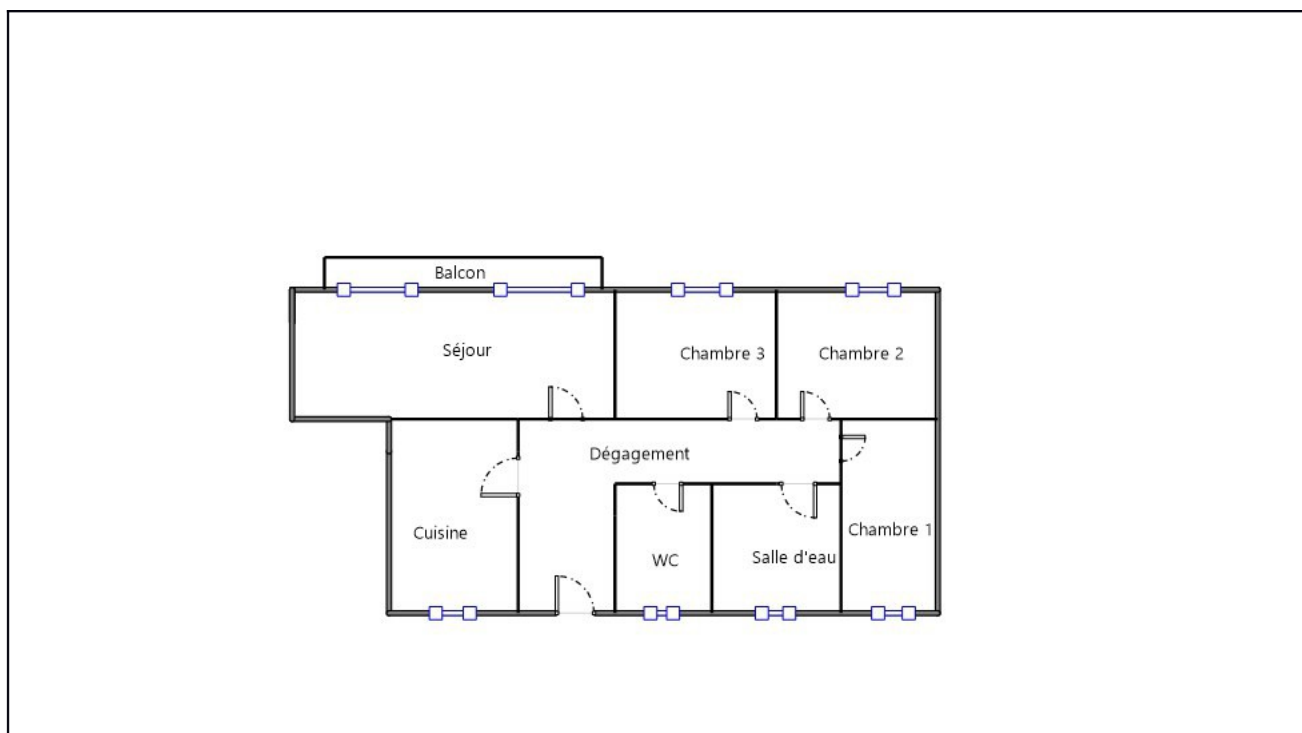 Balcon
Séjour
Chambre 3
Chambre 2
Dégagement
Cuisine
WC
Salle d'eau
Chambre 1